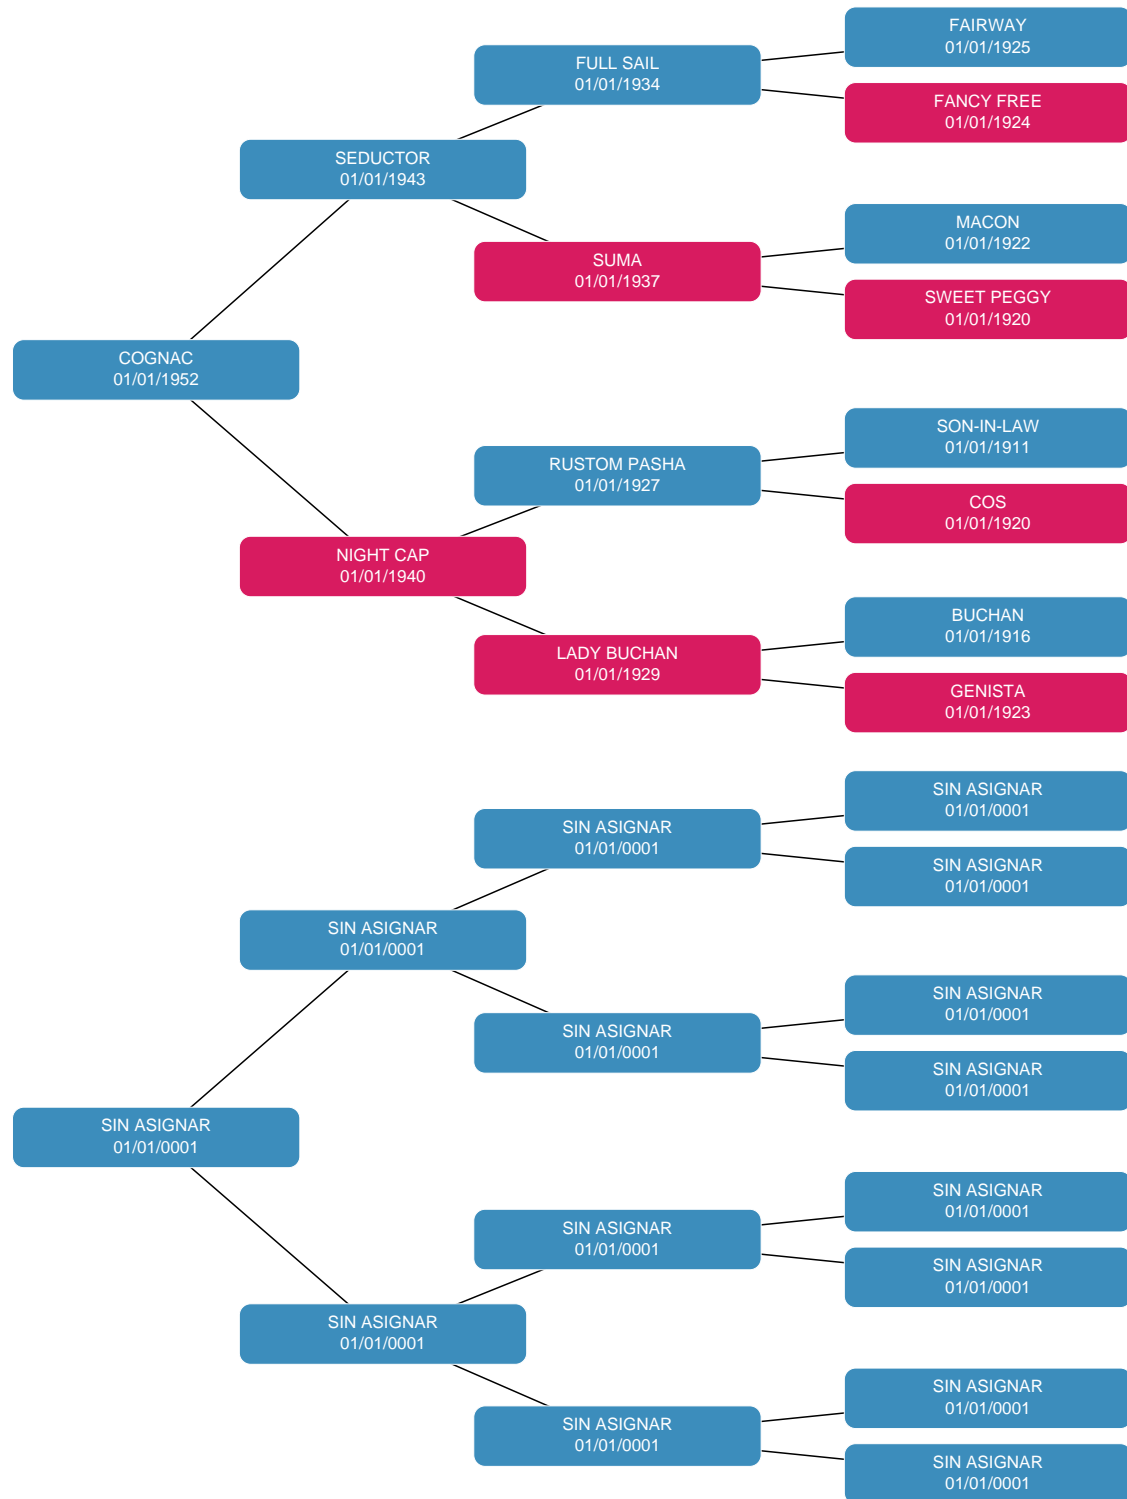 FAIRWAY
01/01/1925
FULL SAIL
01/01/1934
FANCY FREE
01/01/1924
SEDUCTOR
01/01/1943
MACON
01/01/1922
SUMA
01/01/1937
SWEET PEGGY
01/01/1920
COGNAC
01/01/1952
SON-IN-LAW
01/01/1911
RUSTOM PASHA
01/01/1927
COS
01/01/1920
NIGHT CAP
01/01/1940
BUCHAN
01/01/1916
LADY BUCHAN
01/01/1929
GENISTA
01/01/1923
SIN ASIGNAR
01/01/0001
SIN ASIGNAR
01/01/0001
SIN ASIGNAR
01/01/0001
SIN ASIGNAR
01/01/0001
SIN ASIGNAR
01/01/0001
SIN ASIGNAR
01/01/0001
SIN ASIGNAR
01/01/0001
SIN ASIGNAR
01/01/0001
SIN ASIGNAR
01/01/0001
SIN ASIGNAR
01/01/0001
SIN ASIGNAR
01/01/0001
SIN ASIGNAR
01/01/0001
SIN ASIGNAR
01/01/0001
SIN ASIGNAR
01/01/0001
SIN ASIGNAR
01/01/0001